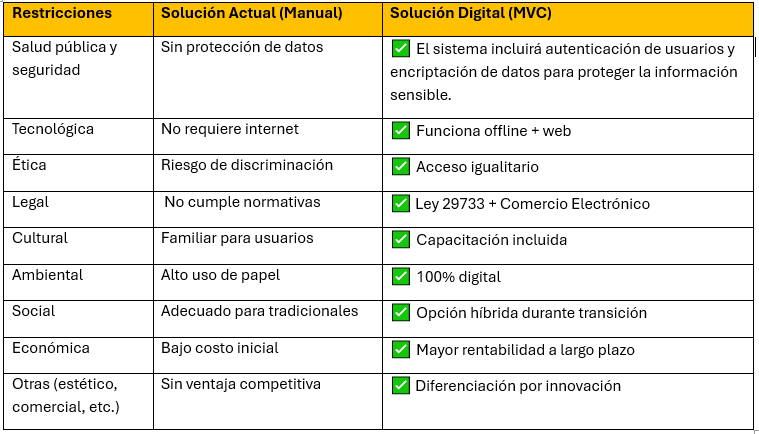 Restricciones Solución Actual (Manual) Solución Digital (MVC)
Salud pública y seguridad Sin protección de datos ✅ El sistema incluirá autenticación de usuarios y
encriptación de datos para proteger la información
sensible.
Tecnológica No requiere internet ✅ Funciona offline + web
Ética Riesgo de discriminación ✅ Acceso igualitario
Legal No cumple normativas ✅ Ley 29733 + Comercio Electrónico
Cultural Familiar para usuarios ✅ Capacitación incluida
Ambiental Alto uso de papel ✅ 100% digital
Social Adecuado para tradicionales ✅ Opción híbrida durante transición
Económica Bajo costo inicial ✅ Mayor rentabilidad a largo plazo
Otras (estético, comercial, etc.) Sin ventaja competitiva ✅ Diferenciación por innovación